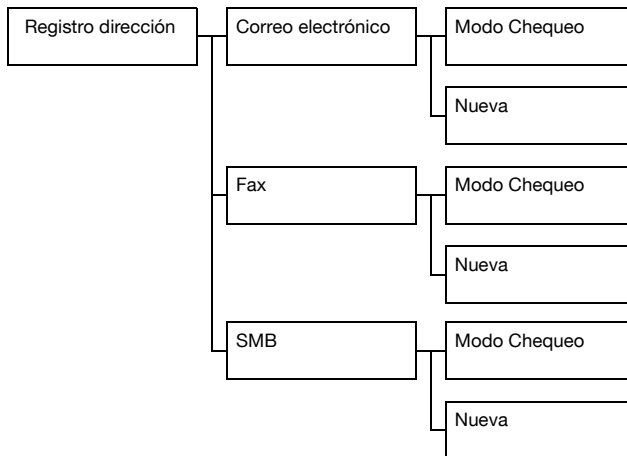 Registro dirección
Correo electrónico
Modo Chequeo
Nueva
Fax
Modo Chequeo
Nueva
SMB
Modo Chequeo
Nueva